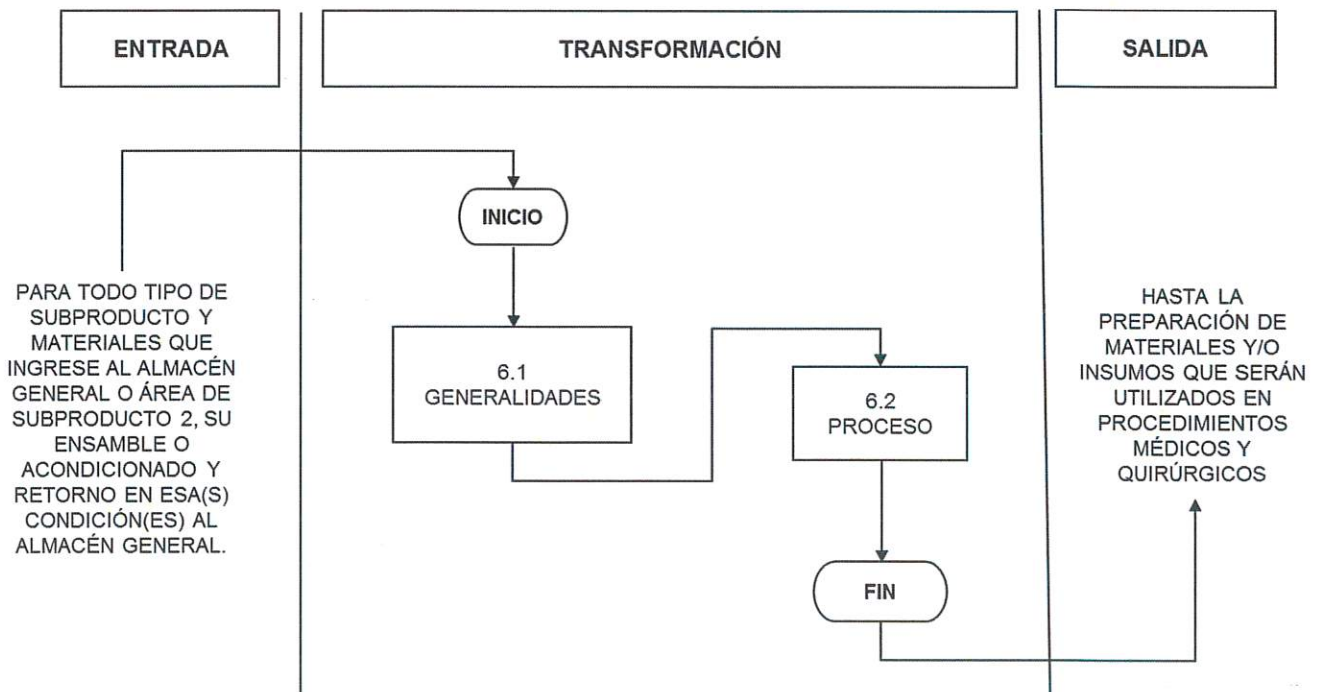 ENTRADA
TRANSFORMACIÓN
SALIDA
PARA TODO TIPO DE
SUBPRODUCTO Y
MATERIALES QUE
INGRESE AL ALMACÉN
GENERAL O ÁREA DE
SUBPRODUCTO 2, SU
ENSAMBLE O
ACONDICIONADO Y
RETORNO EN ESA(S)
CONDICIÓN(ES) AL
ALMACÉN GENERAL.
INICIO
6.1
GENERALIDADES
6.2
PROCESO
FIN
HASTA LA
PREPARACIÓN DE
MATERIALES Y/O
INSUMOS QUE SERÁN
UTILIZADOS EN
PROCEDIMIENTOS
MÉDICOS Y
QUIRÚRGICOS